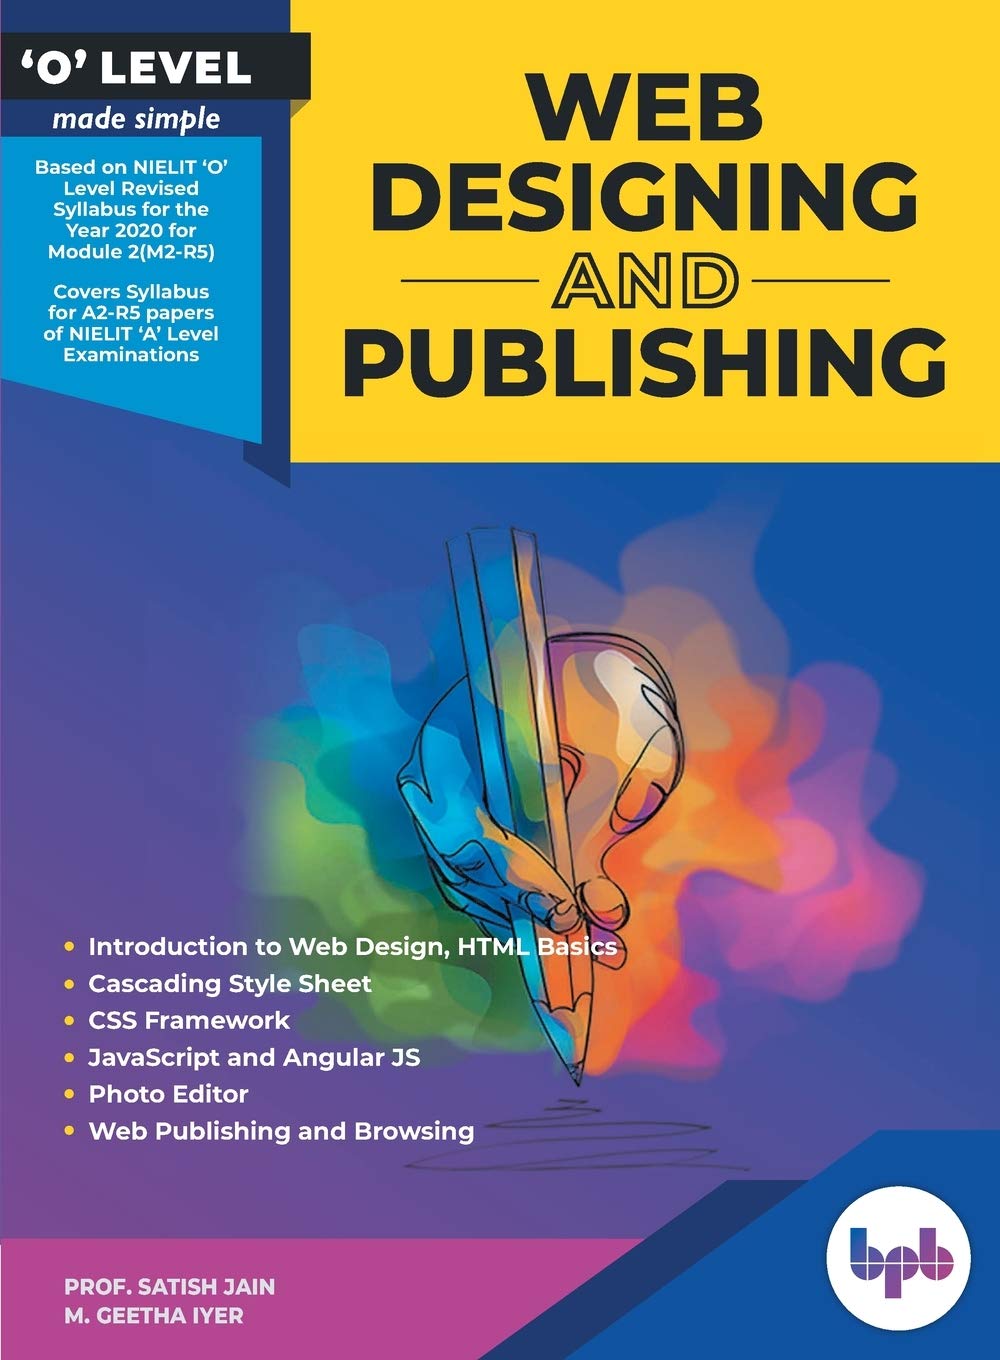 ‘O’ LEVEL
made simple
Based on NIELIT ‘O’
Level Revised
Syllabus for the
Year 2020 for
Module 2(M2-R5)
Covers Syllabus
for A2-R5 papers
of NIELIT ‘A’ Level
Examinations
WEB
DESIGNING
AND
PUBLISHING
• Introduction to Web Design, HTML Basics
• Cascading Style Sheet
• CSS Framework
• JavaScript and Angular JS
• Photo Editor
• Web Publishing and Browsing
PROF. SATISH JAIN
M. GEETHA IYER
bpb